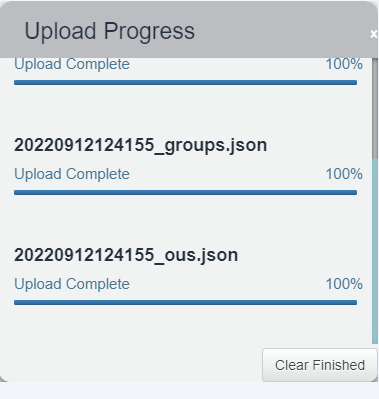 Upload Progress
x
Upload Complete 100%
20220912124155_groups.json
Upload Complete 100%
20220912124155_ous.json
Upload Complete 100%
Clear Finished